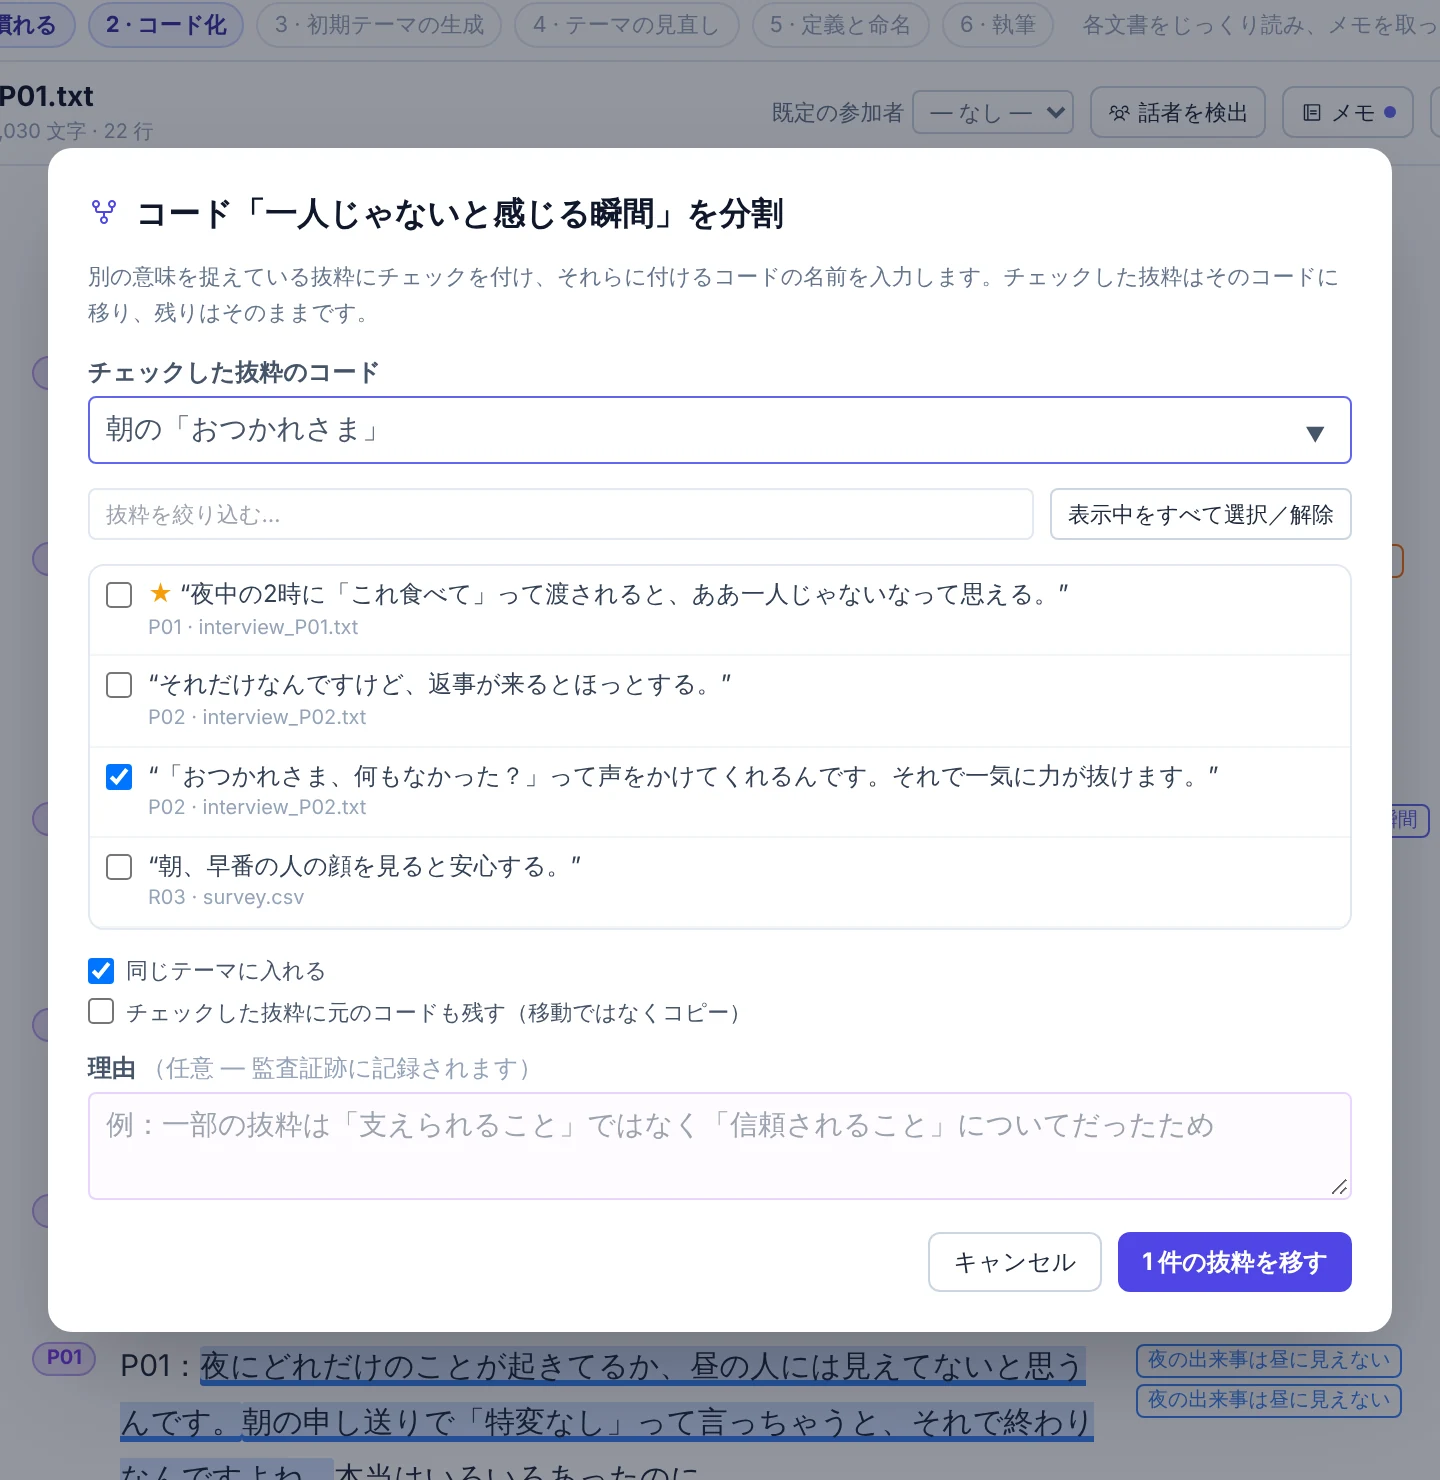 慣れる
2 · コード化
3 · 初期テーマの生成
4 · テーマの見直し
5 · 定義と命名
6 · 執筆
各文書をじっくり読み、メモを取っ
P01.txt
,030 文字 · 22 行
既定の参加者
— なし —
話者を検出
メモ
コード「一人じゃないと感じる瞬間」を分割
別の意味を捉えている抜粋にチェックを付け、それらに付けるコードの名前を入力します。チェックした抜粋はそのコードに
移り、残りはそのままです。
チェックした抜粋のコード
朝の「おつかれさま」
抜粋を絞り込む...
表示中をすべて選択／解除
★ “夜中の2時に「これ食べて」って渡されると、ああ一人じゃないなって思える。”
P01 · interview_P01.txt
“それだけなんですけど、返事が来るとほっとする。”
P02 · interview_P02.txt
“「おつかれさま、何もなかった？」って声をかけてくれるんです。それで一気に力が抜けます。”
P02 · interview_P02.txt
瞬間
“朝、早番の人の顔を見ると安心する。”
R03 · survey.csv
同じテーマに入れる
チェックした抜粋に元のコードも残す（移動ではなくコピー）
理由 （任意 — 監査証跡に記録されます）
例：一部の抜粋は「支えられること」ではなく「信頼されること」についてだったため
キャンセル
1 件の抜粋を移す
P01
P01：夜にどれだけのことが起きてるか、昼の人には見えてないと思う
んです。朝の申し送りで「特変なし」って言っちゃうと、それで終わり
なんですよね。本当はいろいろあったのに
夜の出来事は昼に見えない
夜の出来事は昼に見えない